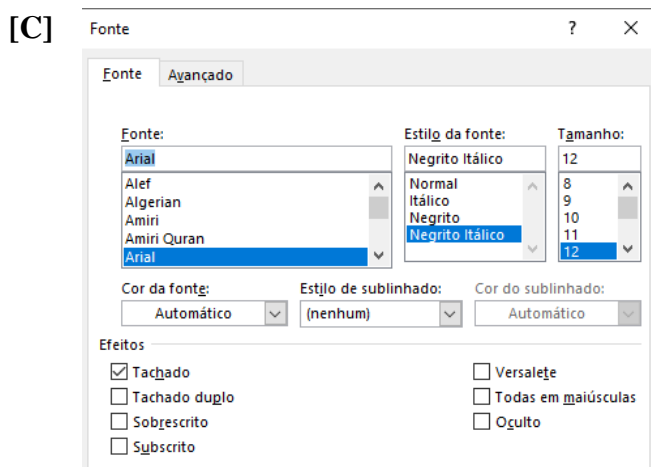 [C]
Fonte ? ×
Fonte Avançado
Fonte: Estilo da fonte: Tamanho:
Arial Negrito Itálico 12
Alef Normal 8
Algerian Itálico 9
Amiri Negrito 10
Amiri Quran Negrito Itálico 11
Arial 12
Cor da fonte: Estilo de sublinhado: Cor do sublinhado:
Automático (nenhum) Automático
Efeitos
Tachado Versalete
Tachado duplo Todas em maiúsculas
Sobrescrito Oculto
Subscrito